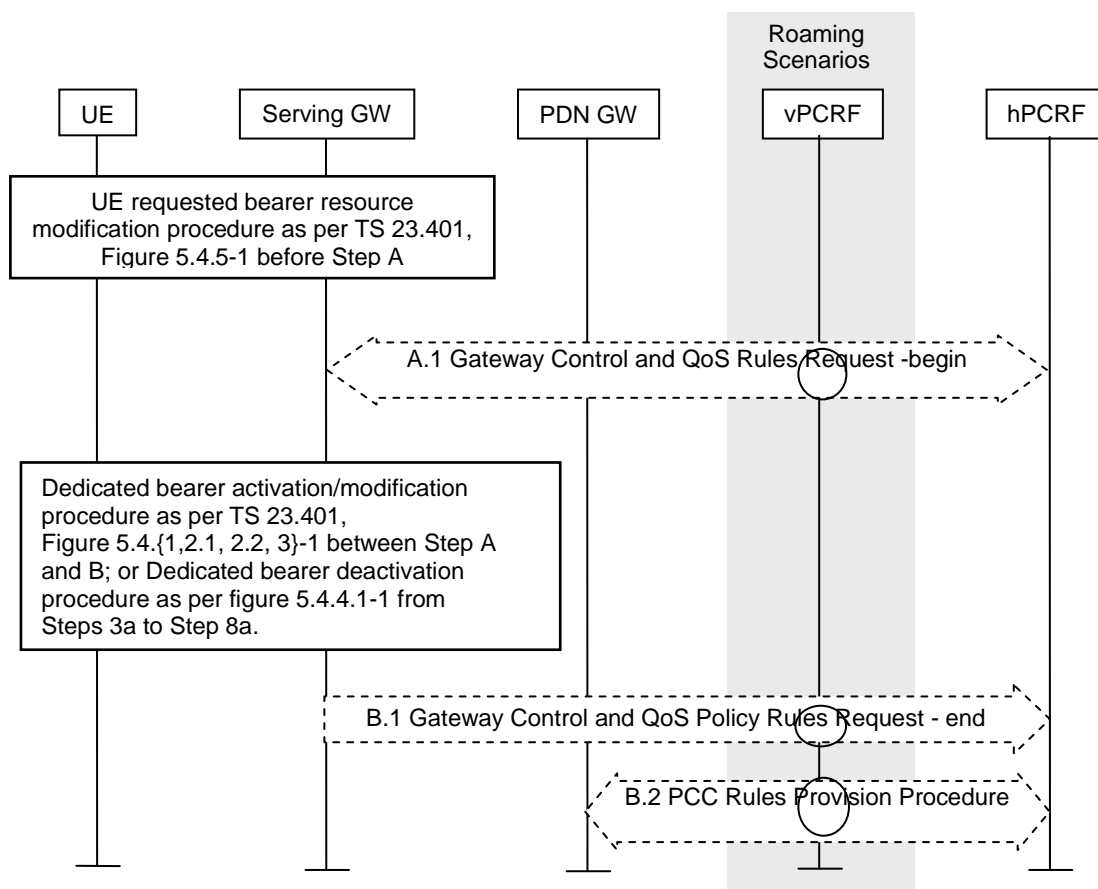 Roaming
Scenarios
UE
Serving GW
PDN GW
vPCRF
hPCRF
UE requested bearer resource
modification procedure as per TS 23.401,
Figure 5.4.5-1 before Step A
A.1 Gateway Control and QoS Rules Request -begin
Dedicated bearer activation/modification
procedure as per TS 23.401,
Figure 5.4.{1,2.1, 2.2, 3}-1 between Step A
and B; or Dedicated bearer deactivation
procedure as per figure 5.4.4.1-1 from
Steps 3a to Step 8a.
B.1 Gateway Control and QoS Policy Rules Request - end
B.2 PCC Rules Provision Procedure